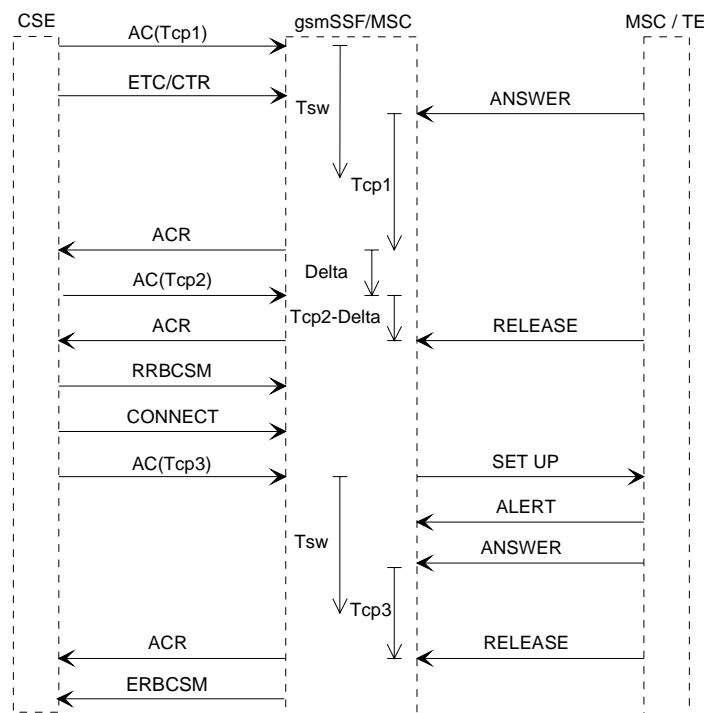 CSE
gsmSSF/MSC
MSC / TE
AC(Tcp1)
ETC/CTR
Tsw
ANSWER
Tcp1
ACR
Delta
AC(Tcp2)
Tcp2-Delta
ACR
RELEASE
RRBCSM
CONNECT
AC(Tcp3)
SET UP
ALERT
Tsw
ANSWER
Tcp3
ACR
RELEASE
ERBCSM